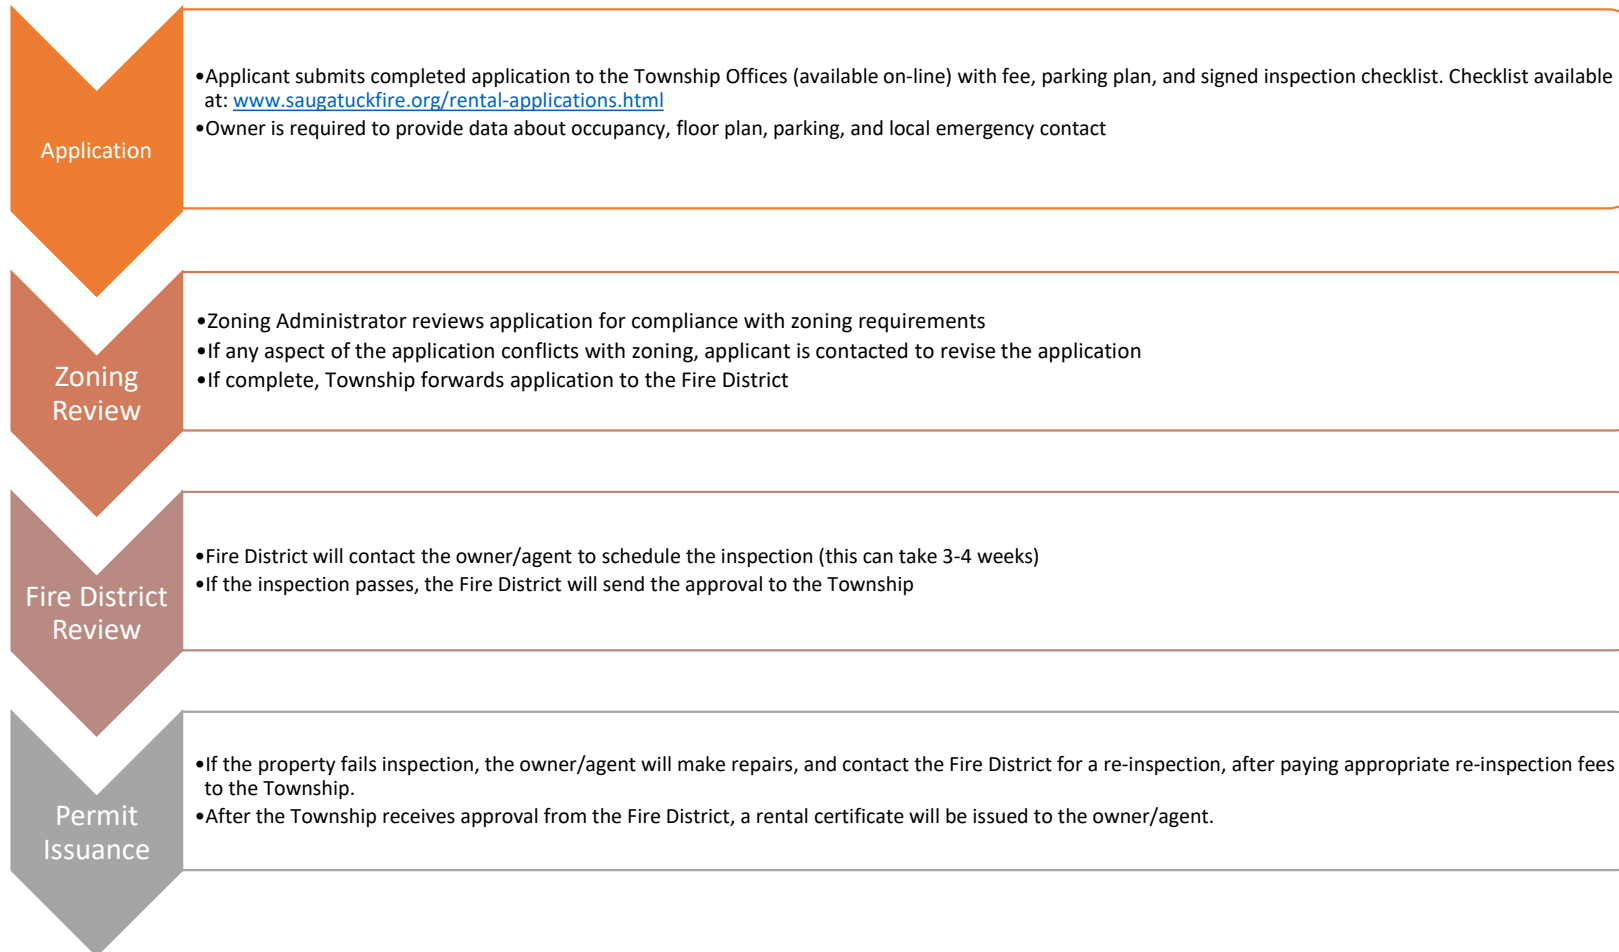 Application
•Applicant submits completed application to the Township Offices (available on-line) with fee, parking plan, and signed inspection checklist. Checklist available
at: www.saugatuckfire.org/rental-applications.html
•Owner is required to provide data about occupancy, floor plan, parking, and local emergency contact
Zoning
Review
•Zoning Administrator reviews application for compliance with zoning requirements
•If any aspect of the application conflicts with zoning, applicant is contacted to revise the application
•If complete, Township forwards application to the Fire District
Fire District
Review
•Fire District will contact the owner/agent to schedule the inspection (this can take 3-4 weeks)
•If the inspection passes, the Fire District will send the approval to the Township
Permit
Issuance
•If the property fails inspection, the owner/agent will make repairs, and contact the Fire District for a re-inspection, after paying appropriate re-inspection fees
to the Township.
•After the Township receives approval from the Fire District, a rental certificate will be issued to the owner/agent.